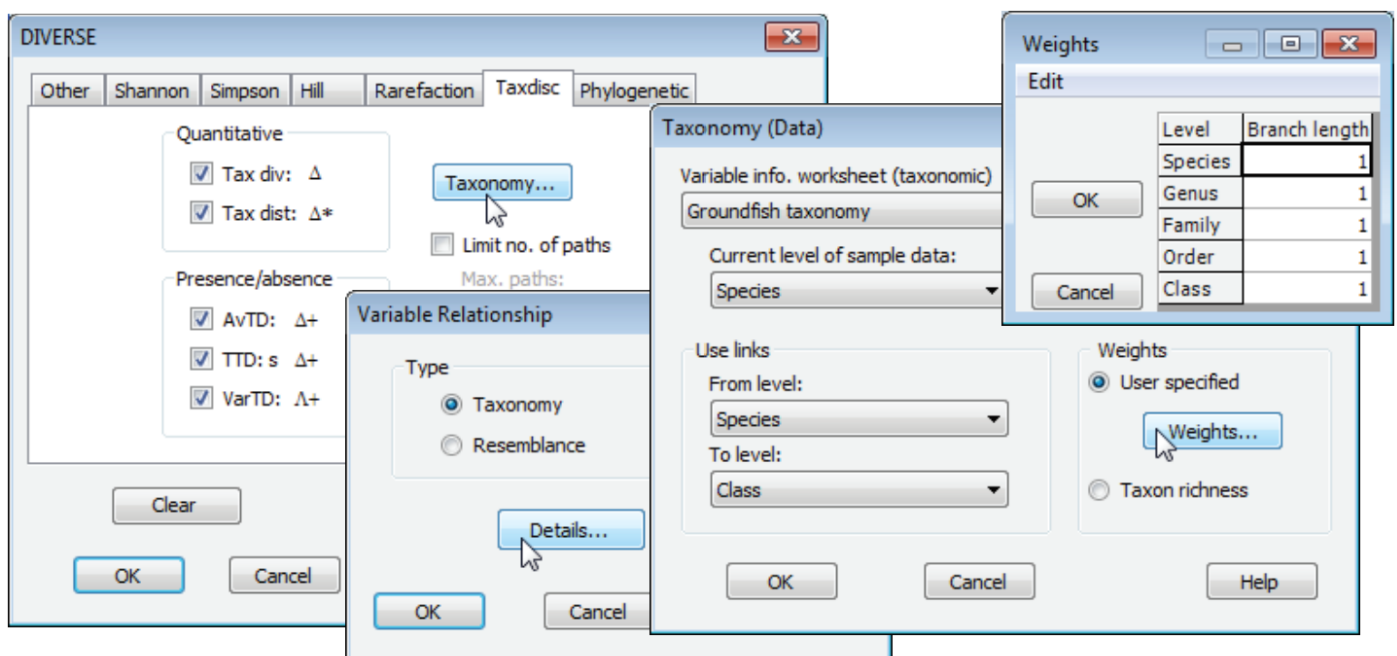 DIVERSE
Other Shannon Simpson Hill Rarefaction Taxdisc Phylogenetic
Quantitative
Tax div: Δ
Tax dist: Δ*
Taxonomy...
Limit no. of paths
Max. paths:
Presence/absence
AvTD: Δ+
TTD: s Δ+
VarTD: Λ+
Clear
OK Cancel
Variable Relationship
Type
Taxonomy
Resemblance
Details...
OK Cancel
Taxonomy (Data)
Variable info. worksheet (taxonomic)
Groundfish taxonomy
Current level of sample data:
Species
Use links
From level:
Species
To level:
Class
Weights
User specified
Weights...
Taxon richness
OK Cancel Help
Weights
Edit
Level Branch length
Species 1
Genus 1
Family 1
Order 1
Class 1
OK
Cancel